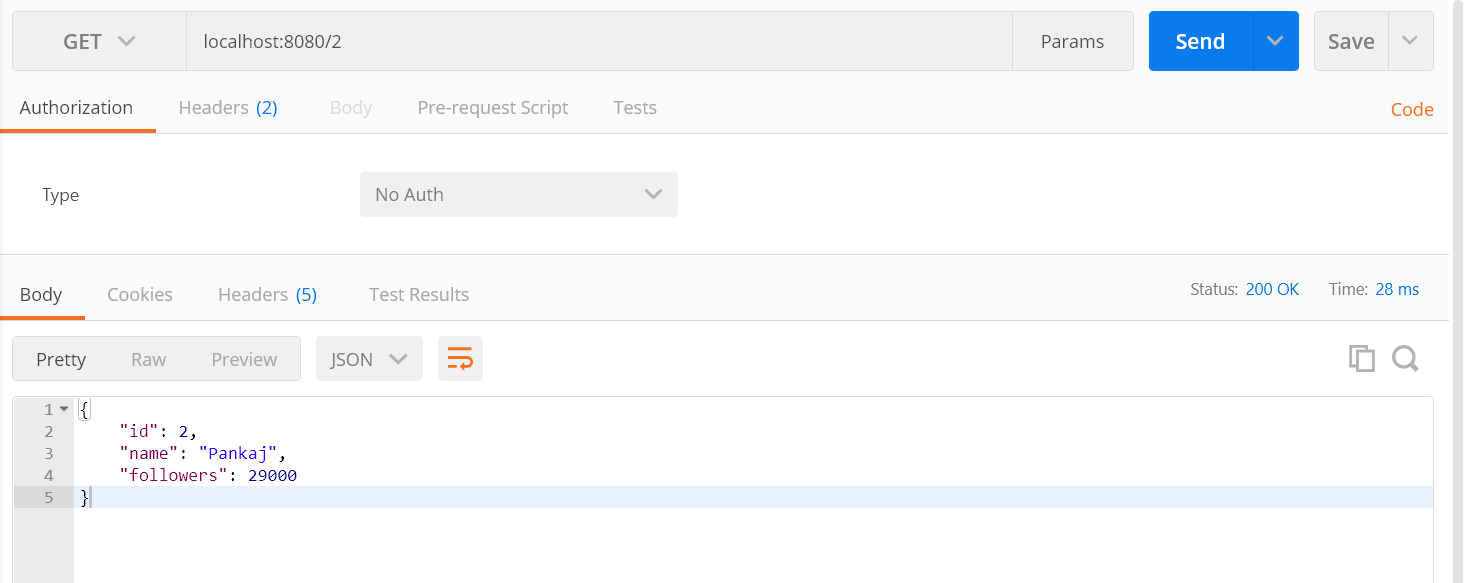 GET localhost:8080/2 Params Send Save
Authorization Headers (2) Body Pre-request Script Tests Code
Type No Auth
Body Cookies Headers (5) Test Results Status: 200 OK Time: 28 ms
Pretty Raw Preview JSON
1 {
2 "id": 2,
3 "name": "Pankaj",
4 "followers": 29000
5 }